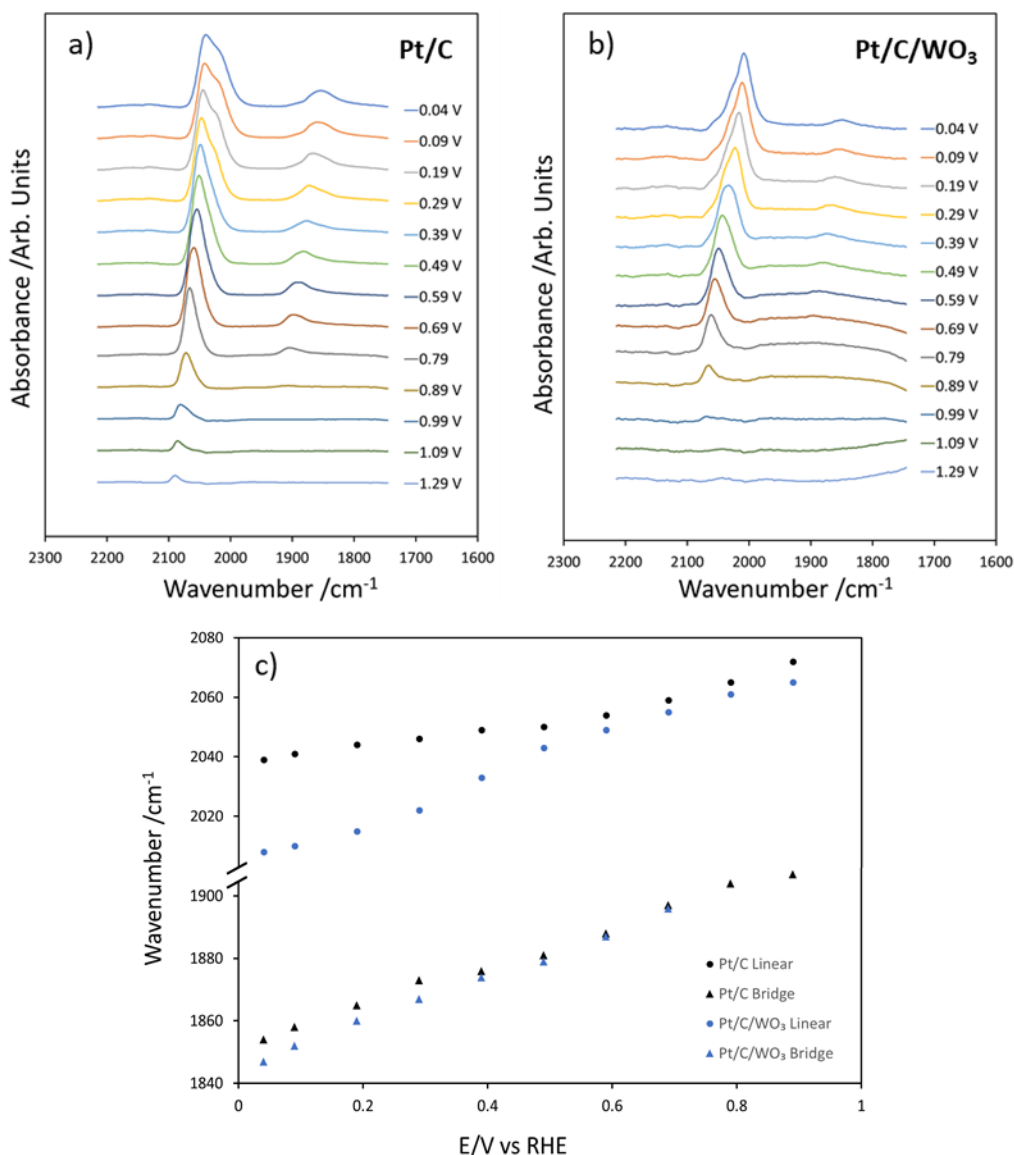 a) Pt/C
0.04 V
0.09 V
0.19 V
0.29 V
0.39 V
0.49 V
0.59 V
0.69 V
0.79
0.89 V
0.99 V
1.09 V
1.29 V
Absorbance /Arb. Units
2300 2200 2100 2000 1900 1800 1700 1600
Wavenumber /cm⁻¹
b) Pt/C/WO₃
0.04 V
0.09 V
0.19 V
0.29 V
0.39 V
0.49 V
0.59 V
0.69 V
0.79
0.89 V
0.99 V
1.09 V
1.29 V
Absorbance /Arb. Units
2300 2200 2100 2000 1900 1800 1700 1600
Wavenumber /cm⁻¹
c)
2080
2060
2040
2020
1900
1880
1860
1840
Wavenumber /cm⁻¹
Pt/C Linear
Pt/C Bridge
Pt/C/WO₃ Linear
Pt/C/WO₃ Bridge
0 0.2 0.4 0.6 0.8 1
E/V vs RHE